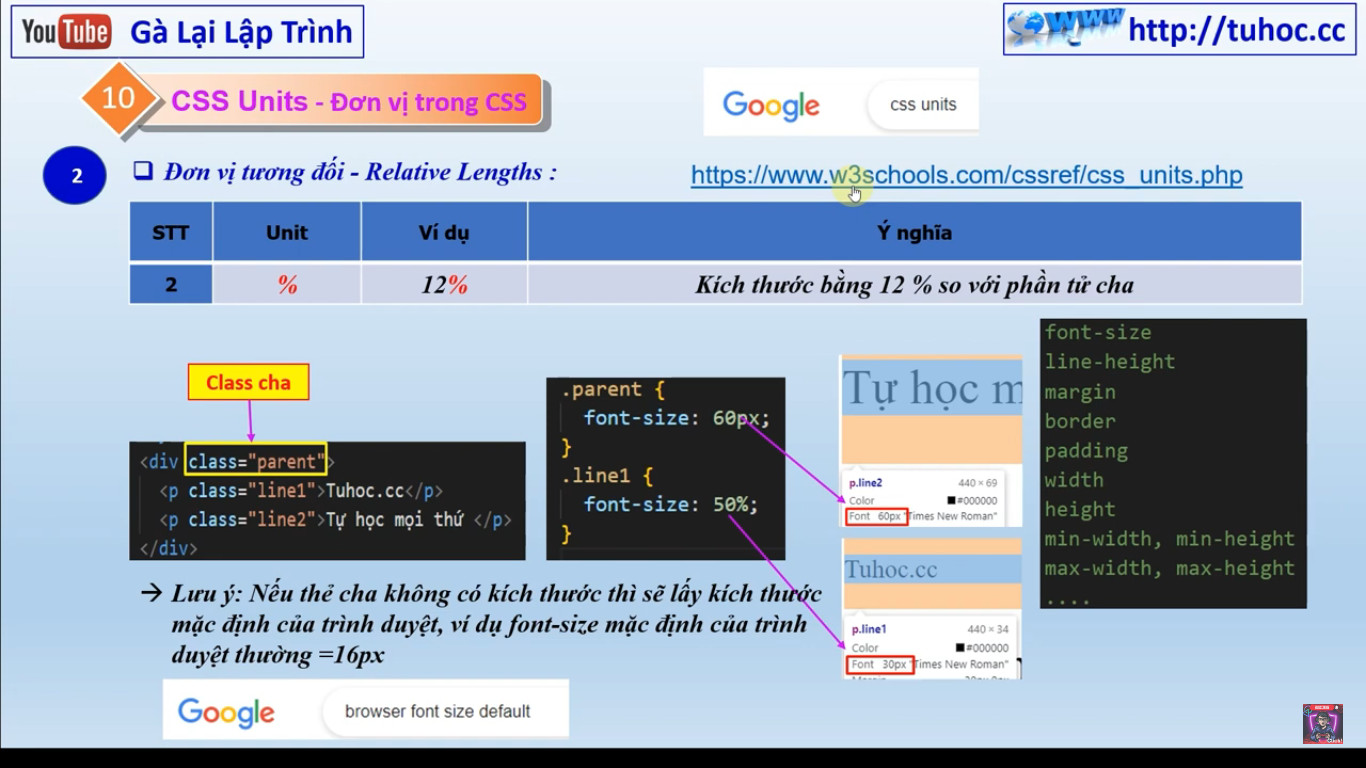 YouTube Gà Lại Lập Trình
www http://tuhoc.cc
10 CSS Units - Đơn vị trong CSS
Google css units
2 Đơn vị tương đối - Relative Lengths :
https://www.w3schools.com/cssref/css_units.php
STT Unit Ví dụ Ý nghĩa
2 % 12% Kích thước bằng 12 % so với phần tử cha
Class cha
<div class="parent">
<p class="line1">Tuhoc.cc</p>
<p class="line2">Tự học mọi thứ </p>
</div>
.parent {
font-size: 60px;
}
.line1 {
font-size: 50%;
}
Tự học m
p.line2 440 × 69
Color #000000
Font 60px "Times New Roman"
Tuhoc.cc
p.line1 440 × 34
Color #000000
Font 30px "Times New Roman"
font-size
line-height
margin
border
padding
width
height
min-width, min-height
max-width, max-height
....
→ Lưu ý: Nếu thẻ cha không có kích thước thì sẽ lấy kích thước
mặc định của trình duyệt, ví dụ font-size mặc định của trình
duyệt thường =16px
Google browser font size default